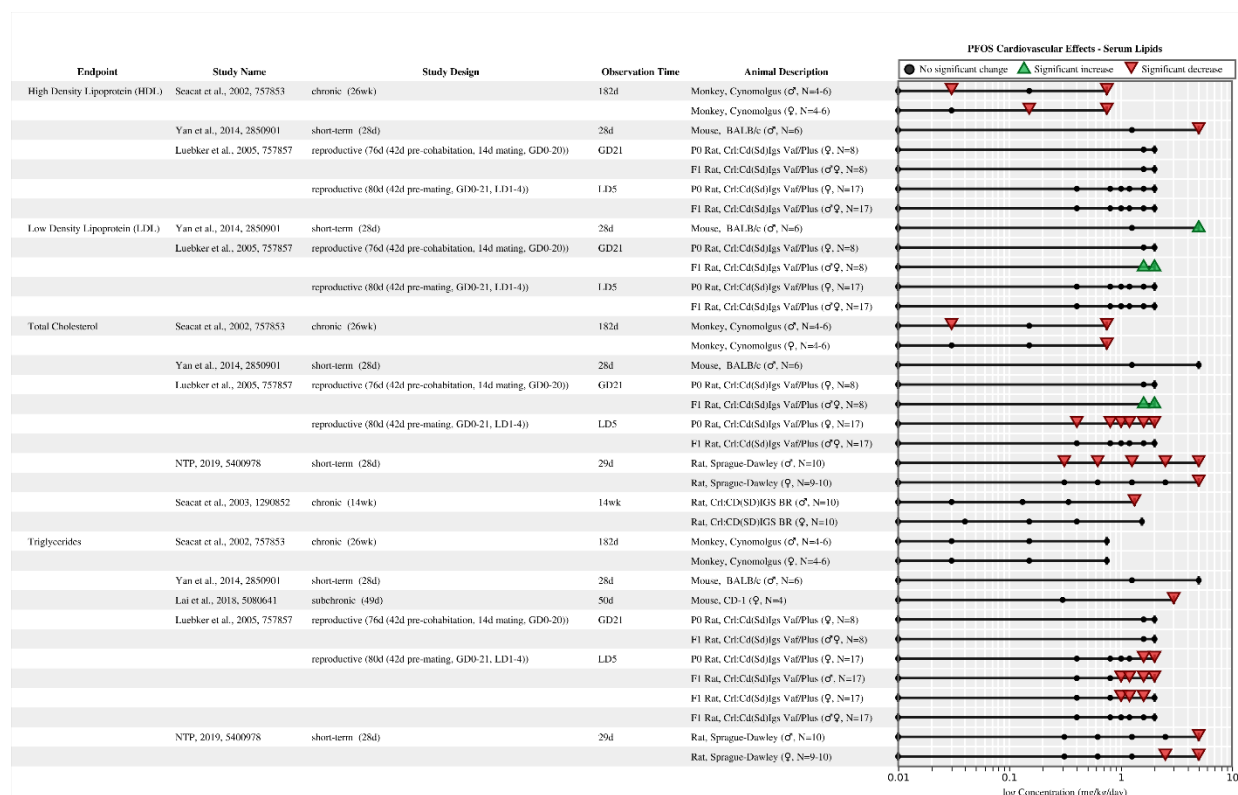 PFOS Cardiovascular Effects - Serum Lipids
Endpoint Study Name Study Design Observation Time Animal Description
No significant change Significant increase Significant decrease
High Density Lipoprotein (HDL) Seacat et al., 2002, 757853 chronic (26wk) 182d Monkey, Cynomolgus (♂, N=4-6)
Monkey, Cynomolgus (♀, N=4-6)
Yan et al., 2014, 2850901 short-term (28d) 28d Mouse, BALB/c (♂, N=6)
Luebker et al., 2005, 757857 reproductive (76d (42d pre-cohabitation, 14d mating, GD0-20)) GD21 P0 Rat, Crl:Cd(Sd)Igs Vaf/Plus (♀, N=8)
F1 Rat, Crl:Cd(Sd)Igs Vaf/Plus (♂♀, N=8)
reproductive (80d (42d pre-mating, GD0-21, LD1-4)) LD5 P0 Rat, Crl:Cd(Sd)Igs Vaf/Plus (♀, N=17)
F1 Rat, Crl:Cd(Sd)Igs Vaf/Plus (♂♀, N=17)
Low Density Lipoprotein (LDL) Yan et al., 2014, 2850901 short-term (28d) 28d Mouse, BALB/c (♂, N=6)
Luebker et al., 2005, 757857 reproductive (76d (42d pre-cohabitation, 14d mating, GD0-20)) GD21 P0 Rat, Crl:Cd(Sd)Igs Vaf/Plus (♀, N=8)
F1 Rat, Crl:Cd(Sd)Igs Vaf/Plus (♂♀, N=8)
reproductive (80d (42d pre-mating, GD0-21, LD1-4)) LD5 P0 Rat, Crl:Cd(Sd)Igs Vaf/Plus (♀, N=17)
F1 Rat, Crl:Cd(Sd)Igs Vaf/Plus (♂♀, N=17)
Total Cholesterol Seacat et al., 2002, 757853 chronic (26wk) 182d Monkey, Cynomolgus (♂, N=4-6)
Monkey, Cynomolgus (♀, N=4-6)
Yan et al., 2014, 2850901 short-term (28d) 28d Mouse, BALB/c (♂, N=6)
Luebker et al., 2005, 757857 reproductive (76d (42d pre-cohabitation, 14d mating, GD0-20)) GD21 P0 Rat, Crl:Cd(Sd)Igs Vaf/Plus (♀, N=8)
F1 Rat, Crl:Cd(Sd)Igs Vaf/Plus (♂♀, N=8)
reproductive (80d (42d pre-mating, GD0-21, LD1-4)) LD5 P0 Rat, Crl:Cd(Sd)Igs Vaf/Plus (♀, N=17)
F1 Rat, Crl:Cd(Sd)Igs Vaf/Plus (♂♀, N=17)
NTP, 2019, 5400978 short-term (28d) 29d Rat, Sprague-Dawley (♂, N=10)
Rat, Sprague-Dawley (♀, N=9-10)
Seacat et al., 2003, 1290852 chronic (14wk) 14wk Rat, Crl:CD(SD)IGS BR (♂, N=10)
Rat, Crl:CD(SD)IGS BR (♀, N=10)
Triglycerides Seacat et al., 2002, 757853 chronic (26wk) 182d Monkey, Cynomolgus (♂, N=4-6)
Monkey, Cynomolgus (♀, N=4-6)
Yan et al., 2014, 2850901 short-term (28d) 28d Mouse, BALB/c (♂, N=6)
Lai et al., 2018, 5080641 subchronic (49d) 50d Mouse, CD-1 (♀, N=4)
Luebker et al., 2005, 757857 reproductive (76d (42d pre-cohabitation, 14d mating, GD0-20)) GD21 P0 Rat, Crl:Cd(Sd)Igs Vaf/Plus (♀, N=8)
F1 Rat, Crl:Cd(Sd)Igs Vaf/Plus (♂♀, N=8)
reproductive (80d (42d pre-mating, GD0-21, LD1-4)) LD5 P0 Rat, Crl:Cd(Sd)Igs Vaf/Plus (♀, N=17)
F1 Rat, Crl:Cd(Sd)Igs Vaf/Plus (♂, N=17)
F1 Rat, Crl:Cd(Sd)Igs Vaf/Plus (♀, N=17)
F1 Rat, Crl:Cd(Sd)Igs Vaf/Plus (♂♀, N=17)
NTP, 2019, 5400978 short-term (28d) 29d Rat, Sprague-Dawley (♂, N=10)
Rat, Sprague-Dawley (♀, N=9-10)
0.01 0.1 1 10
log Concentration (mg/kg/day)